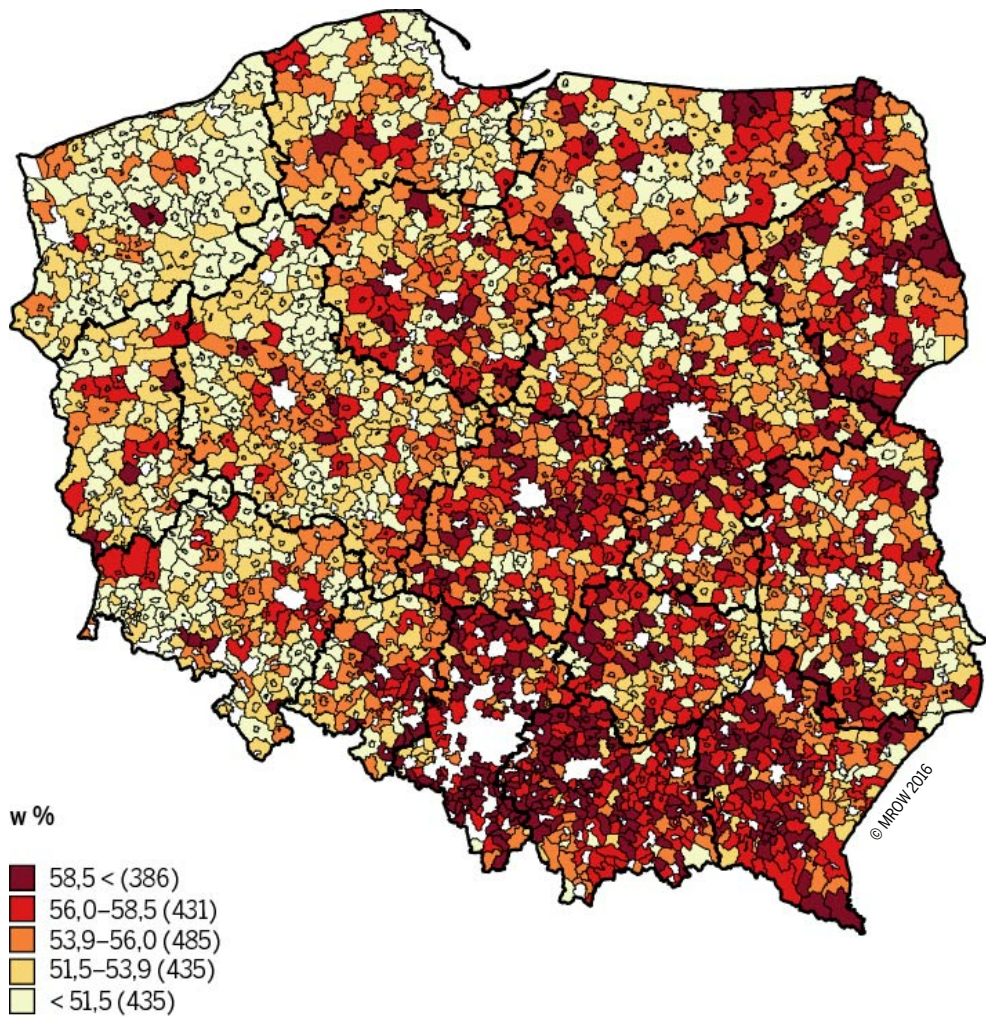 © MROW 2016
w %
58,5 < (386)
56,0–58,5 (431)
53,9–56,0 (485)
51,5–53,9 (435)
< 51,5 (435)